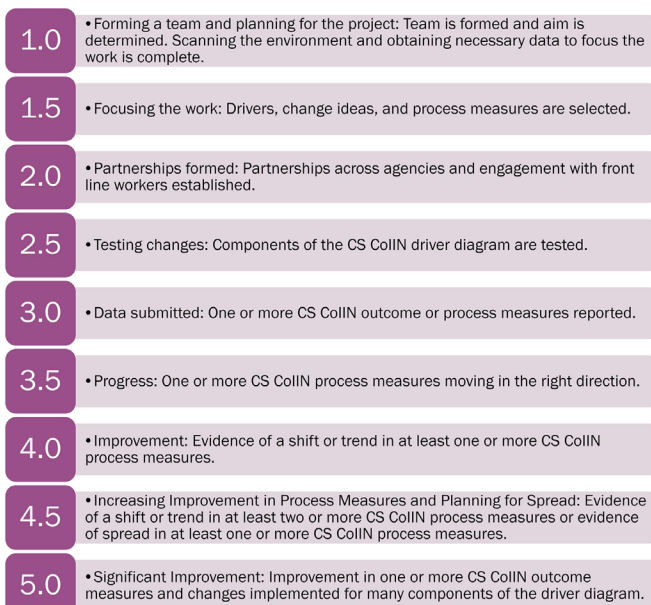 1.0
• Forming a team and planning for the project: Team is formed and aim is
determined. Scanning the environment and obtaining necessary data to focus the
work is complete.
1.5
• Focusing the work: Drivers, change ideas, and process measures are selected.
2.0
• Partnerships formed: Partnerships across agencies and engagement with front
line workers established.
2.5
• Testing changes: Components of the CS CoIIN driver diagram are tested.
3.0
• Data submitted: One or more CS CoIIN outcome or process measures reported.
3.5
• Progress: One or more CS CoIIN process measures moving in the right direction.
4.0
• Improvement: Evidence of a shift or trend in at least one or more CS CoIIN
process measures.
4.5
• Increasing Improvement in Process Measures and Planning for Spread: Evidence
of a shift or trend in at least two or more CS CoIIN process measures or evidence
of spread in at least one or more CS CoIIN process measures.
5.0
• Significant Improvement: Improvement in one or more CS CoIIN outcome
measures and changes implemented for many components of the driver diagram.